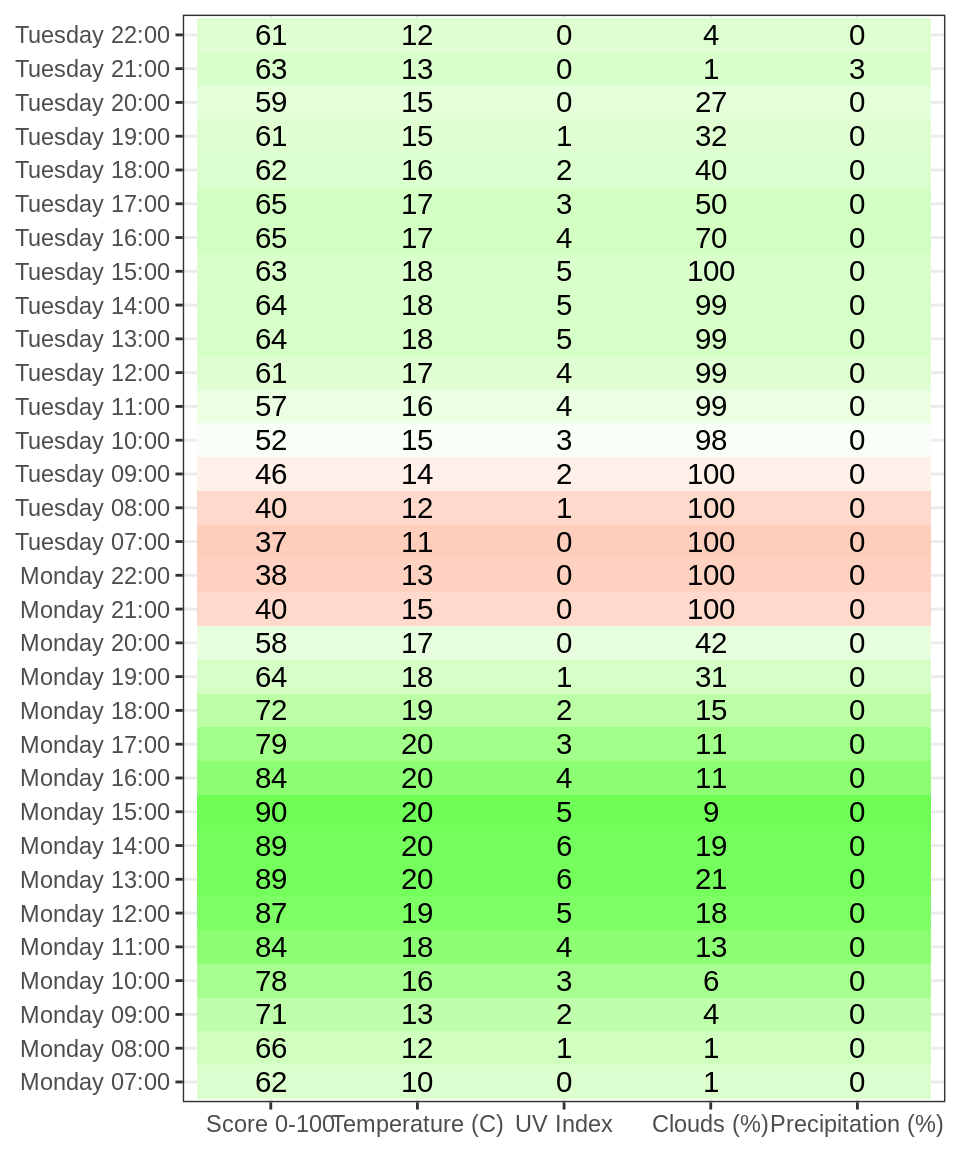 Tuesday 22:00 61 12 0 4 0
Tuesday 21:00 63 13 0 1 3
Tuesday 20:00 59 15 0 27 0
Tuesday 19:00 61 15 1 32 0
Tuesday 18:00 62 16 2 40 0
Tuesday 17:00 65 17 3 50 0
Tuesday 16:00 65 17 4 70 0
Tuesday 15:00 63 18 5 100 0
Tuesday 14:00 64 18 5 99 0
Tuesday 13:00 64 18 5 99 0
Tuesday 12:00 61 17 4 99 0
Tuesday 11:00 57 16 4 99 0
Tuesday 10:00 52 15 3 98 0
Tuesday 09:00 46 14 2 100 0
Tuesday 08:00 40 12 1 100 0
Tuesday 07:00 37 11 0 100 0
Monday 22:00 38 13 0 100 0
Monday 21:00 40 15 0 100 0
Monday 20:00 58 17 0 42 0
Monday 19:00 64 18 1 31 0
Monday 18:00 72 19 2 15 0
Monday 17:00 79 20 3 11 0
Monday 16:00 84 20 4 11 0
Monday 15:00 90 20 5 9 0
Monday 14:00 89 20 6 19 0
Monday 13:00 89 20 6 21 0
Monday 12:00 87 19 5 18 0
Monday 11:00 84 18 4 13 0
Monday 10:00 78 16 3 6 0
Monday 09:00 71 13 2 4 0
Monday 08:00 66 12 1 1 0
Monday 07:00 62 10 0 1 0
Score 0-100 Temperature (C) UV Index Clouds (%) Precipitation (%)